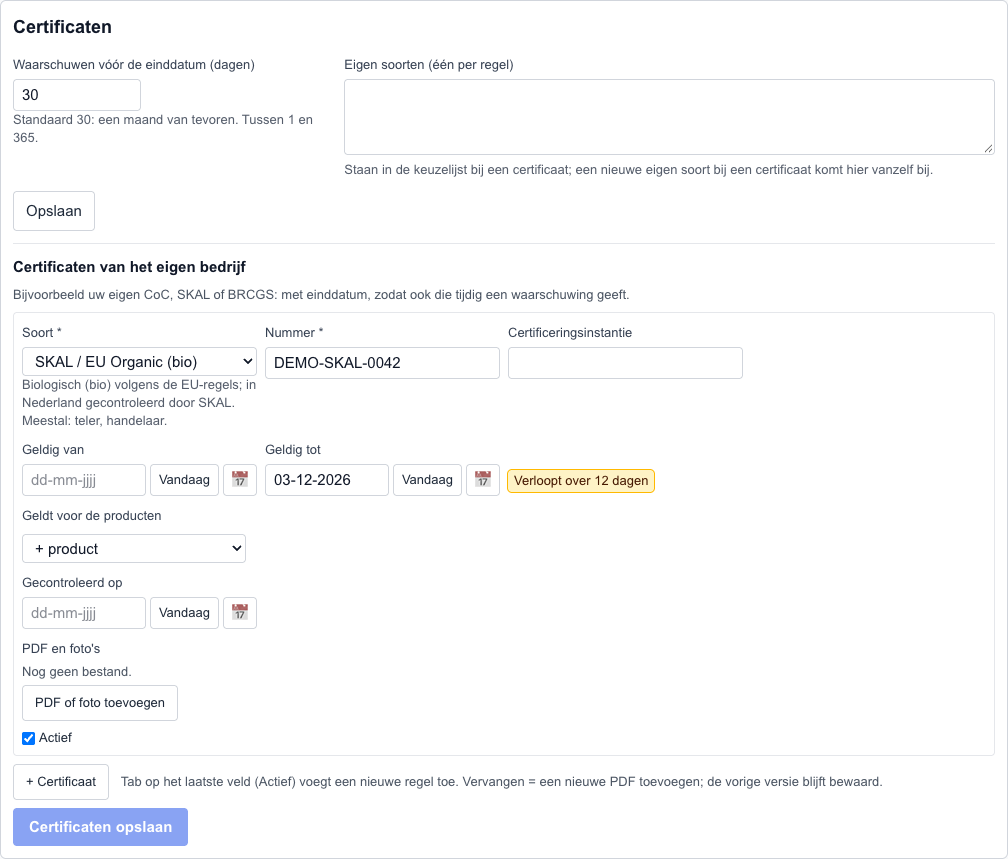 Certificaten
Waarschuwen vóór de einddatum (dagen)
Eigen soorten (één per regel)
30
Standaard 30: een maand van tevoren. Tussen 1 en
365.
Staan in de keuzelijst bij een certificaat; een nieuwe eigen soort bij een certificaat komt hier vanzelf bij.
Opslaan
Certificaten van het eigen bedrijf
Bijvoorbeeld uw eigen CoC, SKAL of BRCGS: met einddatum, zodat ook die tijdig een waarschuwing geeft.
Soort *
Nummer *
Certificeringsinstantie
SKAL / EU Organic (bio)
DEMO-SKAL-0042
Biologisch (bio) volgens de EU-regels; in
Nederland gecontroleerd door SKAL.
Meestal: teler, handelaar.
Geldig van
Geldig tot
dd-mm-jjjj
Vandaag
17
03-12-2026
Vandaag
17
Verloopt over 12 dagen
Geldt voor de producten
+ product
Gecontroleerd op
dd-mm-jjjj
Vandaag
17
PDF en foto's
Nog geen bestand.
PDF of foto toevoegen
Actief
+ Certificaat
Tab op het laatste veld (Actief) voegt een nieuwe regel toe. Vervangen = een nieuwe PDF toevoegen; de vorige versie blijft bewaard.
Certificaten opslaan